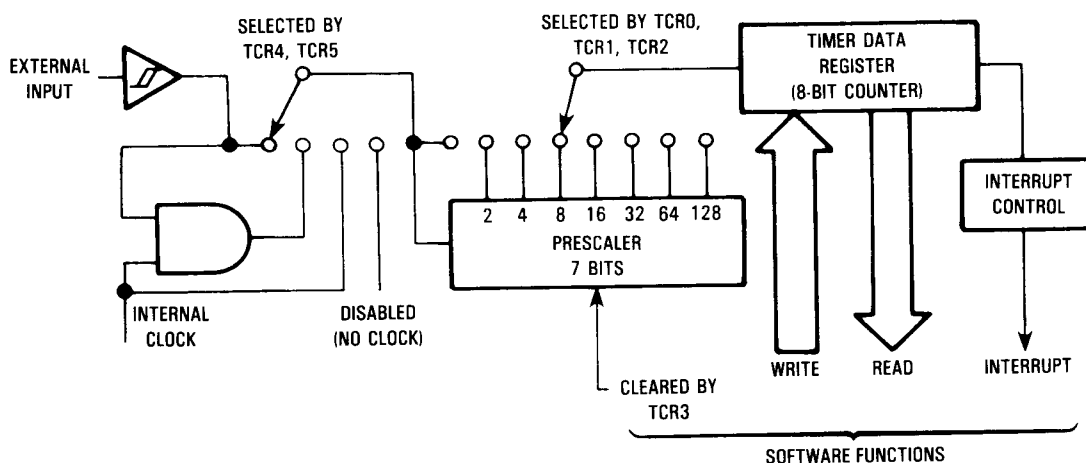 SELECTED BY
TCR4, TCR5
SELECTED BY TCR0,
TCR1, TCR2
TIMER DATA
REGISTER
(8-BIT COUNTER)
EXTERNAL
INPUT
INTERRUPT
CONTROL
2 4 8 16 32 64 128
PRESCALER
7 BITS
INTERNAL
CLOCK
DISABLED
(NO CLOCK)
WRITE
READ
INTERRUPT
CLEARED BY
TCR3
SOFTWARE FUNCTIONS